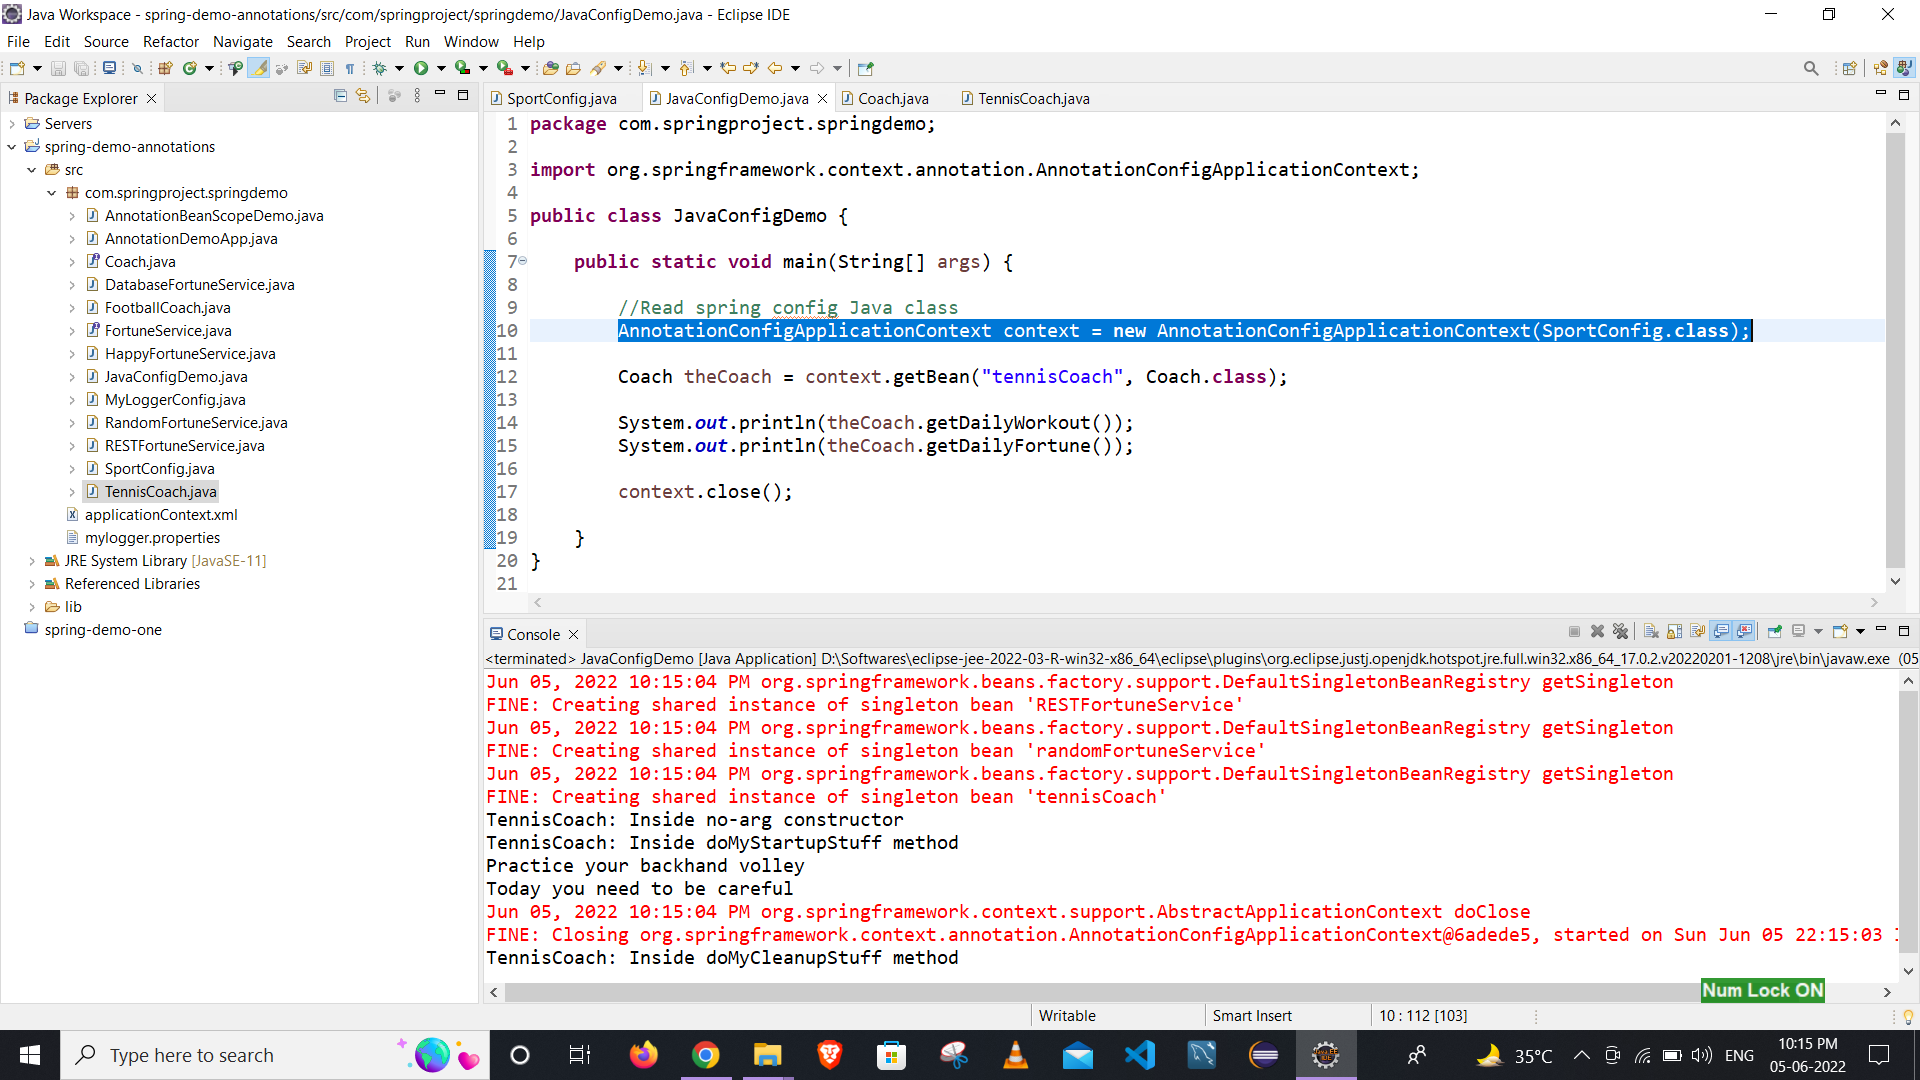 Java Workspace - spring-demo-annotations/src/com/springproject/springdemo/JavaConfigDemo.java - Eclipse IDE
File Edit Source Refactor Navigate Search Project Run Window Help
Package Explorer
Servers
spring-demo-annotations
src
com.springproject.springdemo
AnnotationBeanScopeDemo.java
AnnotationDemoApp.java
Coach.java
DatabaseFortuneService.java
FootballCoach.java
FortuneService.java
HappyFortuneService.java
JavaConfigDemo.java
MyLoggerConfig.java
RandomFortuneService.java
RESTFortuneService.java
SportConfig.java
TennisCoach.java
applicationContext.xml
mylogger.properties
JRE System Library [JavaSE-11]
Referenced Libraries
lib
spring-demo-one
SportConfig.java JavaConfigDemo.java Coach.java TennisCoach.java
1 package com.springproject.springdemo;
2
3 import org.springframework.context.annotation.AnnotationConfigApplicationContext;
4
5 public class JavaConfigDemo {
6
7 public static void main(String[] args) {
8
9 //Read spring config Java class
10 AnnotationConfigApplicationContext context = new AnnotationConfigApplicationContext(SportConfig.class);
11
12 Coach theCoach = context.getBean("tennisCoach", Coach.class);
13
14 System.out.println(theCoach.getDailyWorkout());
15 System.out.println(theCoach.getDailyFortune());
16
17 context.close();
18
19 }
20 }
21
Console
<terminated> JavaConfigDemo [Java Application] D:\Softwares\eclipse-jee-2022-03-R-win32-x86_64\eclipse\plugins\org.eclipse.justj.openjdk.hotspot.jre.full.win32.x86_64_17.0.2.v20220201-1208\jre\bin\javaw.exe (05
Jun 05, 2022 10:15:04 PM org.springframework.beans.factory.support.DefaultSingletonBeanRegistry getSingleton
FINE: Creating shared instance of singleton bean 'RESTFortuneService'
Jun 05, 2022 10:15:04 PM org.springframework.beans.factory.support.DefaultSingletonBeanRegistry getSingleton
FINE: Creating shared instance of singleton bean 'randomFortuneService'
Jun 05, 2022 10:15:04 PM org.springframework.beans.factory.support.DefaultSingletonBeanRegistry getSingleton
FINE: Creating shared instance of singleton bean 'tennisCoach'
TennisCoach: Inside no-arg constructor
TennisCoach: Inside doMyStartupStuff method
Practice your backhand volley
Today you need to be careful
Jun 05, 2022 10:15:04 PM org.springframework.context.support.AbstractApplicationContext doClose
FINE: Closing org.springframework.context.annotation.AnnotationConfigApplicationContext@6adede5, started on Sun Jun 05 22:15:03
TennisCoach: Inside doMyCleanupStuff method
Num Lock ON
Writable Smart Insert 10 : 112 [103]
Type here to search
35°C ENG 10:15 PM
05-06-2022